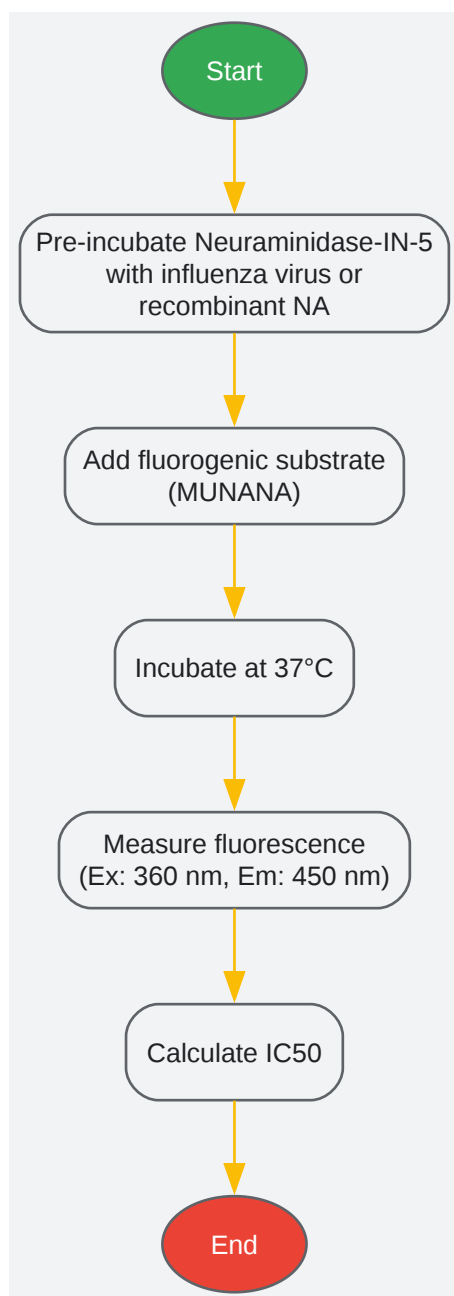 Start
Pre-incubate Neuraminidase-IN-5
with influenza virus or
recombinant NA
Add fluorogenic substrate
(MUNANA)
Incubate at 37°C
Measure fluorescence
(Ex: 360 nm, Em: 450 nm)
Calculate IC50
End